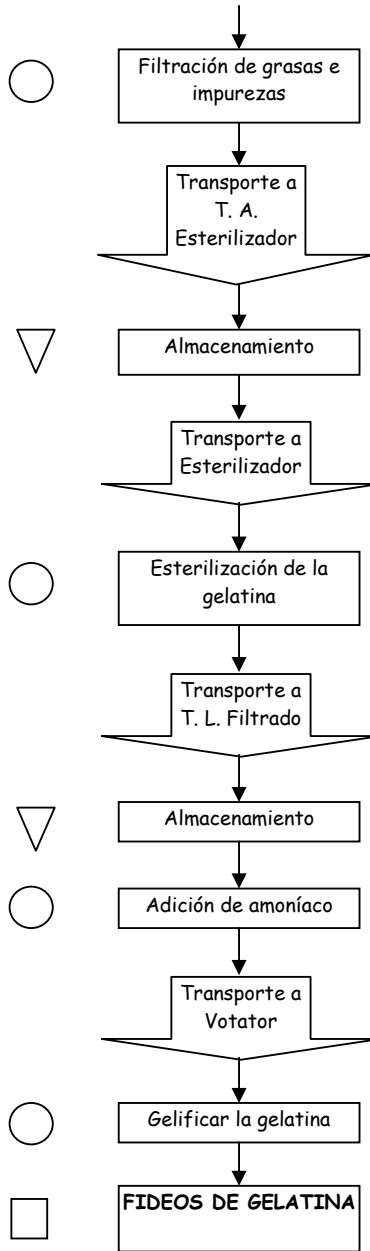 Filtración de grasas e
impurezas
Transporte a
T. A.
Esterilizador
Almacenamiento
Transporte a
Esterilizador
Esterilización de la
gelatina
Transporte a
T. L. Filtrado
Almacenamiento
Adición de amoníaco
Transporte a
Votator
Gelificar la gelatina
FIDEOS DE GELATINA